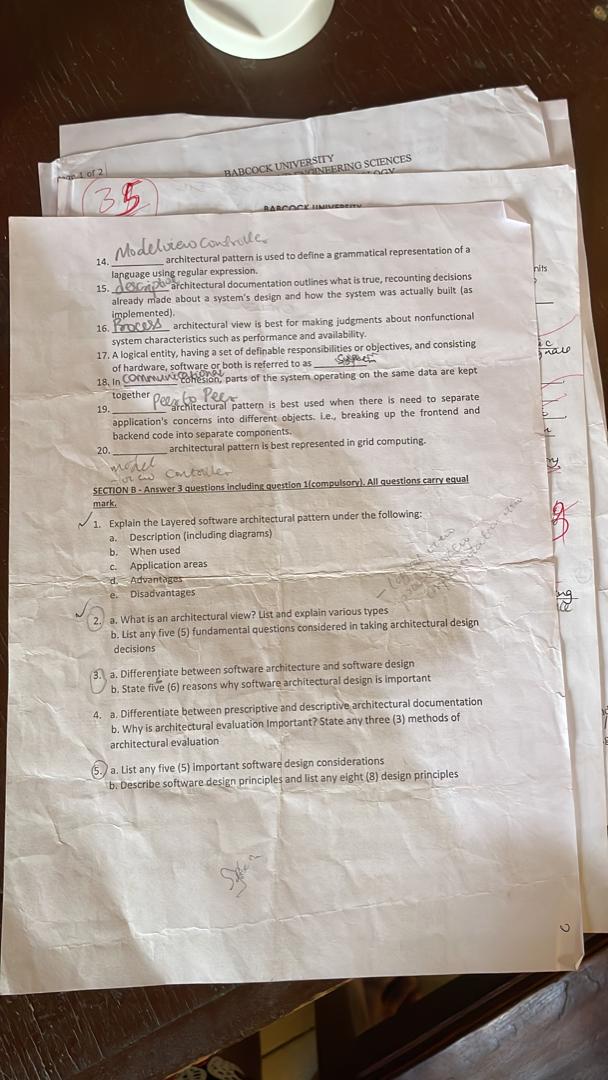 Page 1 of 2
BABCOCK UNIVERSITY
ENGINEERING SCIENCES
OGY
35
BABCOCK UNIVERSITY
Model view Controller
14. ________ architectural pattern is used to define a grammatical representation of a
language using regular expression.
15. architectural documentation outlines what is true, recounting decisions
already made about a system's design and how the system was actually built (as
implemented).
16. Process architectural view is best for making judgments about nonfunctional
system characteristics such as performance and availability.
17. A logical entity, having a set of definable responsibilities or objectives, and consisting
of hardware, software or both is referred to as
18. In Communicational cohesion, parts of the system operating on the same data are kept
together
Peer to Peer
19. ________ architectural pattern is best used when there is need to separate
application's concerns into different objects. i.e., breaking up the frontend and
backend code into separate components.
20. ________ architectural pattern is best represented in grid computing.
model
view Controller
SECTION B - Answer 3 questions including question 1(compulsory). All questions carry equal
mark.
1. Explain the Layered software architectural pattern under the following:
a. Description (including diagrams)
b. When used
c. Application areas
d. Advantages
e. Disadvantages
2. a. What is an architectural view? List and explain various types
b. List any five (5) fundamental questions considered in taking architectural design
decisions
3. a. Differentiate between software architecture and software design
b. State five (6) reasons why software architectural design is important
4. a. Differentiate between prescriptive and descriptive architectural documentation
b. Why is architectural evaluation Important? State any three (3) methods of
architectural evaluation
5. a. List any five (5) important software design considerations
b. Describe software design principles and list any eight (8) design principles